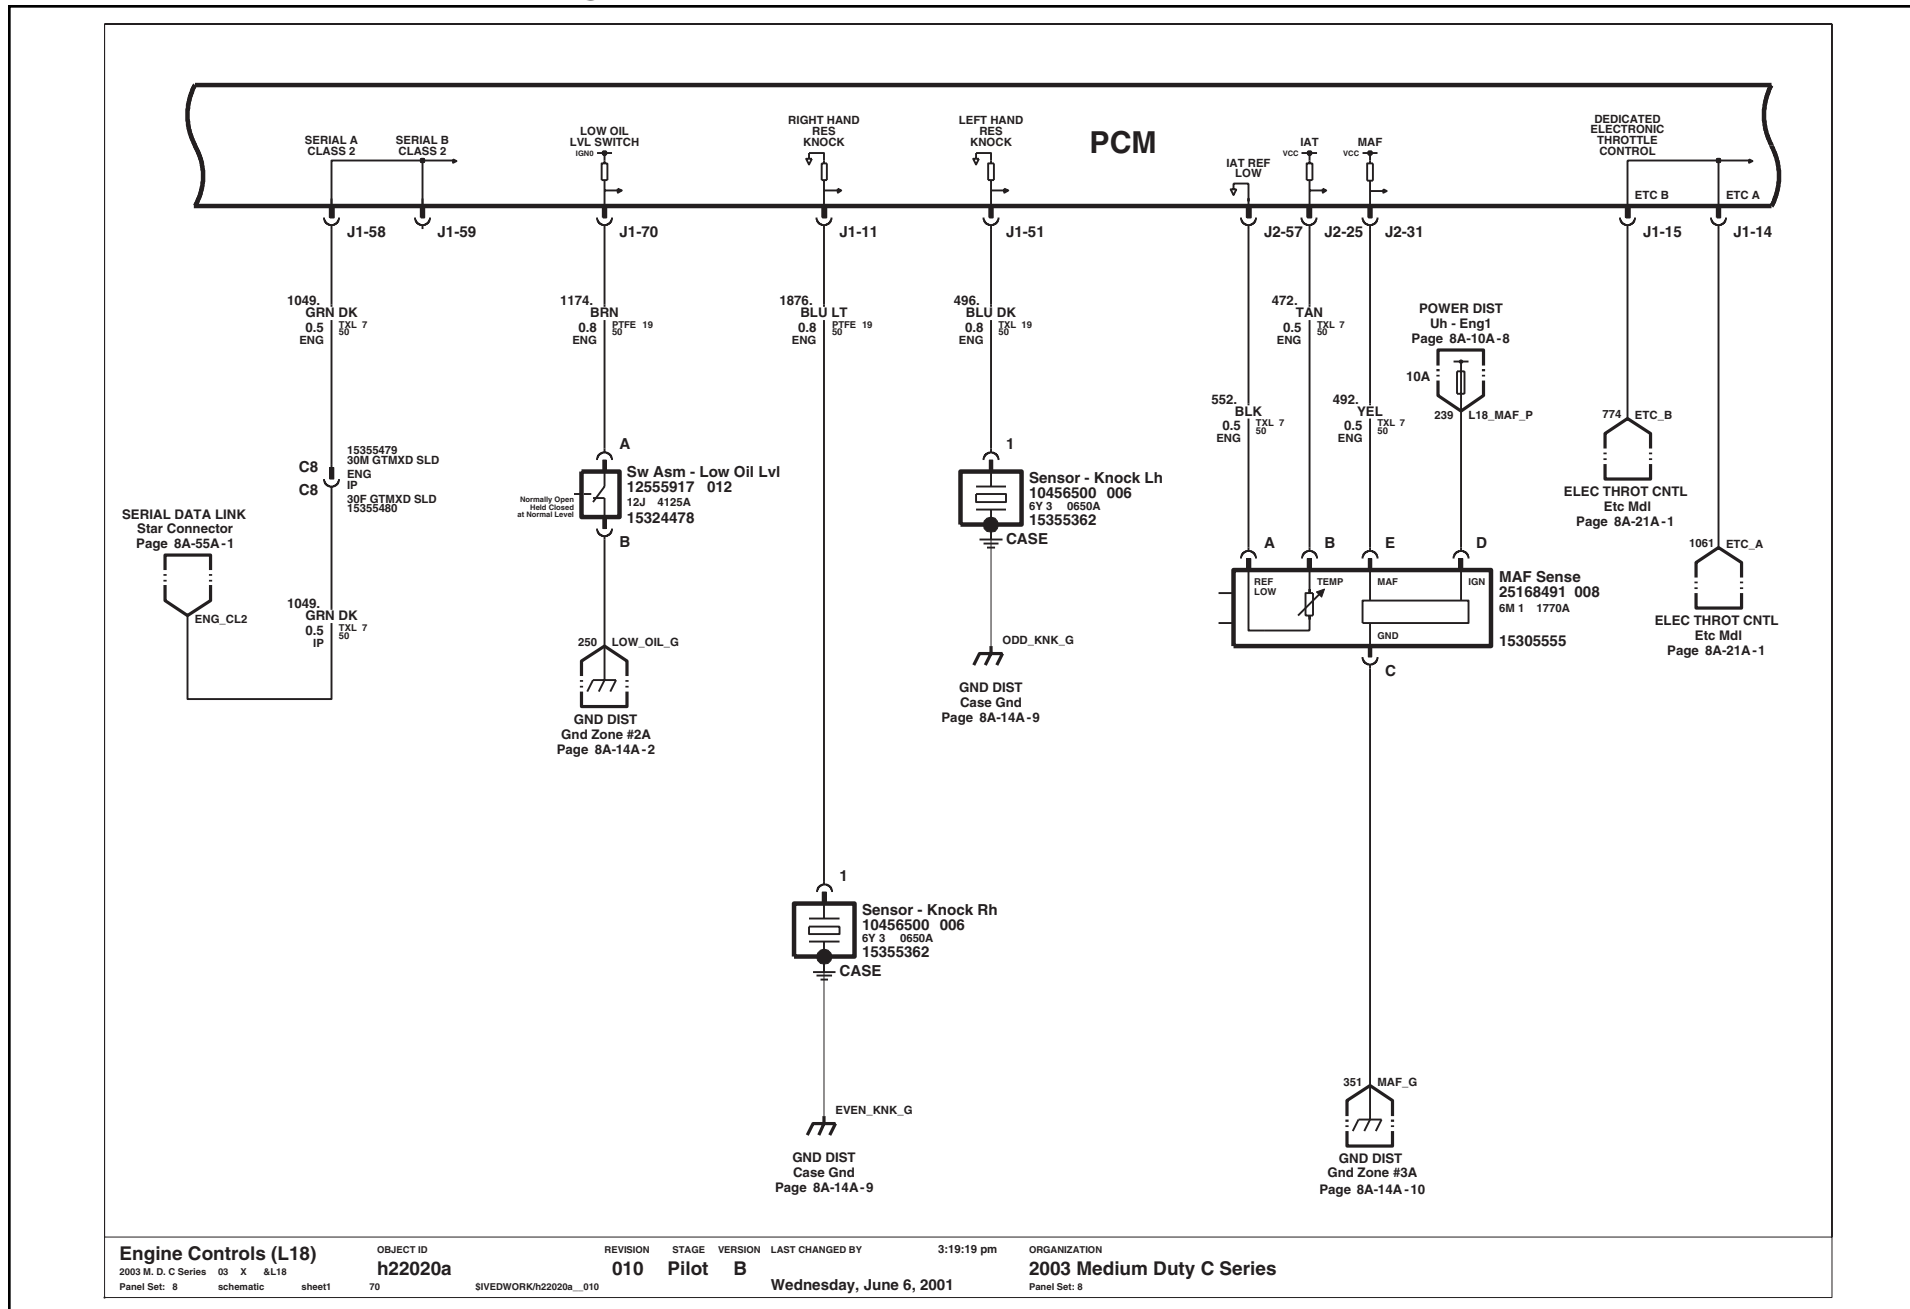 SERIAL A
CLASS 2
SERIAL B
CLASS 2
LOW OIL
LVL SWITCH
IGN0
RIGHT HAND
RES
KNOCK
LEFT HAND
RES
KNOCK
PCM
IAT REF
LOW
IAT
VCC
MAF
VCC
DEDICATED
ELECTRONIC
THROTTLE
CONTROL
ETC B
ETC A
J1-58
J1-59
J1-70
J1-11
J1-51
J2-57
J2-25
J2-31
J1-15
J1-14
1049.
GRN DK
0.5 TXL 7
50
ENG
1174.
BRN
0.8 PTFE 19
50
ENG
1876.
BLU LT
0.8 PTFE 19
50
ENG
496.
BLU DK
0.8 TXL 19
50
ENG
472.
TAN
0.5 TXL 7
50
ENG
POWER DIST
Uh - Eng1
Page 8A-10A-8
10A
239 L18_MAF_P
552.
BLK
0.5 TXL 7
50
ENG
492.
YEL
0.5 TXL 7
50
ENG
774 ETC_B
ELEC THROT CNTL
Etc Mdl
Page 8A-21A-1
1061 ETC_A
ELEC THROT CNTL
Etc Mdl
Page 8A-21A-1
C8
C8
15355479
30M GTMXD SLD
ENG
IP
30F GTMXD SLD
15355480
SERIAL DATA LINK
Star Connector
Page 8A-55A-1
ENG_CL2
1049.
GRN DK
0.5 TXL 7
50
IP
A
Sw Asm - Low Oil Lvl
12555917 012
12J 4125A
15324478
Normally Open
Held Closed
at Normal Level
B
250 LOW_OIL_G
GND DIST
Gnd Zone #2A
Page 8A-14A-2
1
Sensor - Knock Lh
10456500 006
6Y 3 0650A
15355362
CASE
ODD_KNK_G
GND DIST
Case Gnd
Page 8A-14A-9
A
B
E
D
REF
LOW
TEMP
MAF
IGN
GND
MAF Sense
25168491 008
6M 1 1770A
15305555
C
1
Sensor - Knock Rh
10456500 006
6Y 3 0650A
15355362
CASE
EVEN_KNK_G
GND DIST
Case Gnd
Page 8A-14A-9
351 MAF_G
GND DIST
Gnd Zone #3A
Page 8A-14A-10
Engine Controls (L18)
2003 M. D. C Series 03 X &L18
Panel Set: 8 schematic sheet1 70 $IVEDWORK/h22020a__010
OBJECT ID
h22020a
REVISION
010
STAGE
Pilot
VERSION
B
LAST CHANGED BY 3:19:19 pm
Wednesday, June 6, 2001
ORGANIZATION
2003 Medium Duty C Series
Panel Set: 8